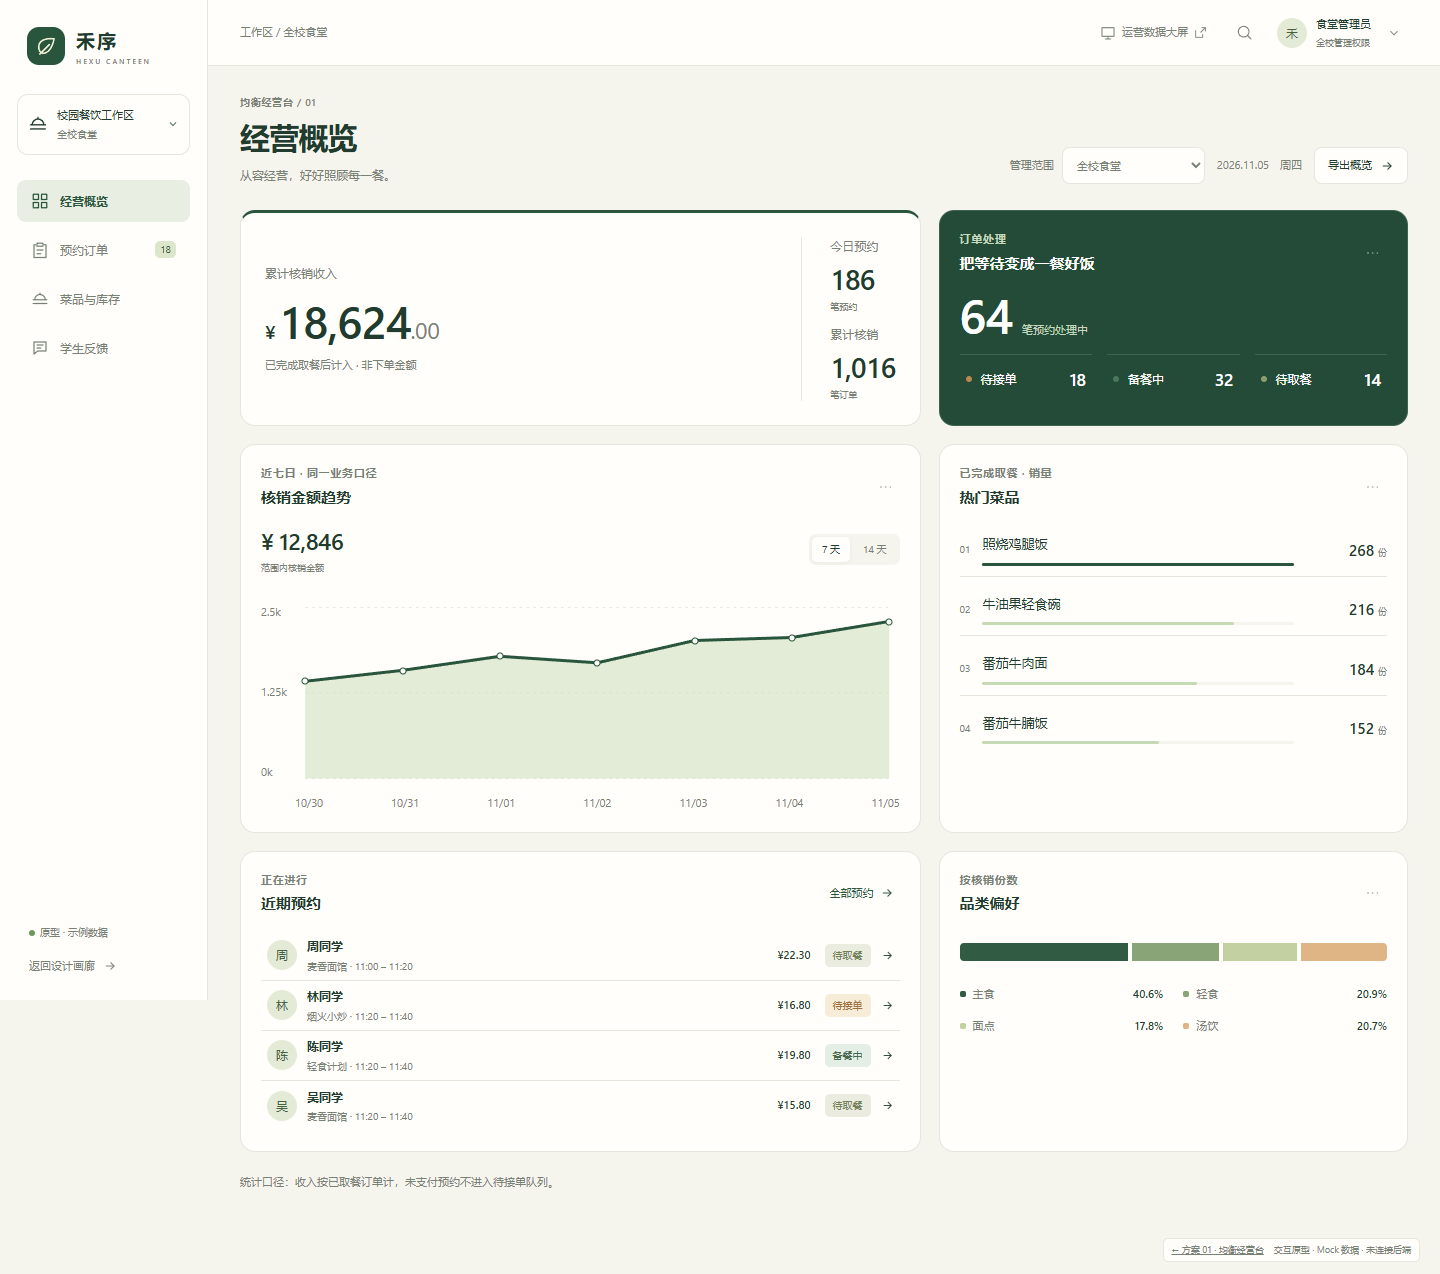 禾序
HEXU CANTEEN
校园餐饮工作区
全校食堂
经营概览
预约订单 18
菜品与库存
学生反馈
原型 · 示例数据
返回设计画廊 →
工作区 / 全校食堂
运营数据大屏
禾
食堂管理员
全校管理权限
均衡经营台 / 01
经营概览
从容经营，好好照顾每一餐。
管理范围 全校食堂 2026.11.05 周四 导出概览 →
累计核销收入
¥ 18,624.00
已完成取餐后计入 · 非下单金额
今日预约
186
笔预约
累计核销
1,016
笔订单
订单处理
把等待变成一餐好饭
...
64 笔预约处理中
待接单 18 备餐中 32 待取餐 14
近七日 · 同一业务口径
核销金额趋势
...
¥ 12,846
范围内核销金额
7 天 14 天
2.5k
1.25k
0k
10/30 10/31 11/01 11/02 11/03 11/04 11/05
已完成取餐 · 销量
热门菜品
...
01 照烧鸡腿饭 268 份
02 牛油果轻食碗 216 份
03 番茄牛肉面 184 份
04 番茄牛腩饭 152 份
正在进行
近期预约
全部预约 →
周 周同学
麦香面馆 · 11:00 – 11:20
¥22.30 待取餐 →
林 林同学
烟火小炒 · 11:20 – 11:40
¥16.80 待接单 →
陈 陈同学
轻食计划 · 11:20 – 11:40
¥19.80 备餐中 →
吴 吴同学
麦香面馆 · 11:20 – 11:40
¥15.80 待取餐 →
按核销份数
品类偏好
...
主食 40.6% 轻食 20.9%
面点 17.8% 汤饮 20.7%
统计口径：收入按已取餐订单计，未支付预约不进入待接单队列。
← 方案 01 · 均衡经营台 交互原型 · Mock 数据 · 未连接后端